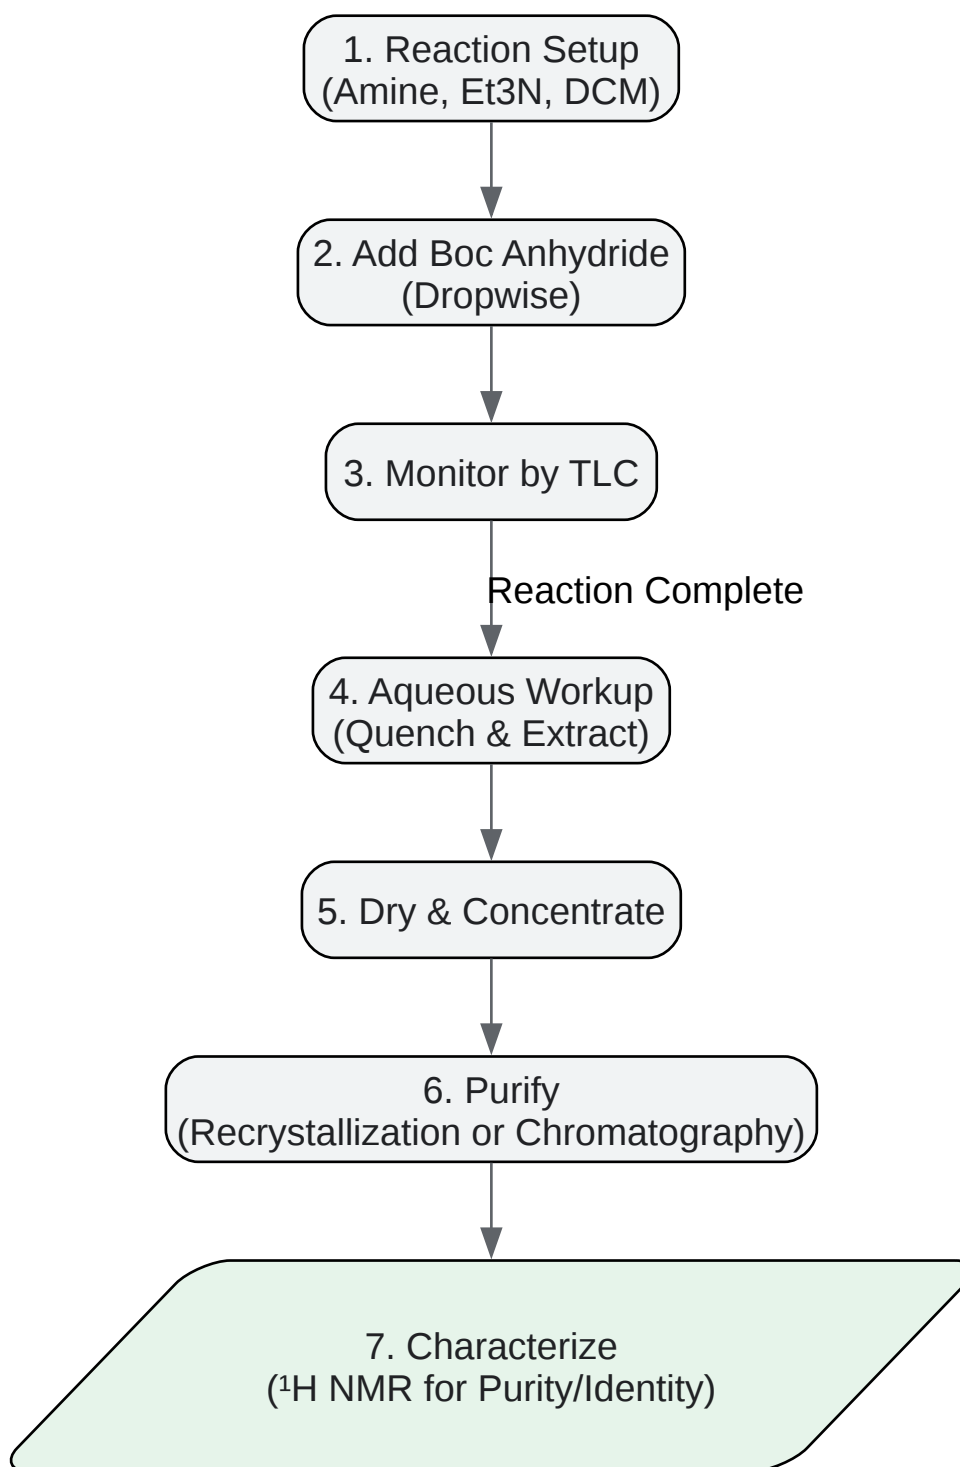 1. Reaction Setup
(Amine, Et3N, DCM)
2. Add Boc Anhydride
(Dropwise)
3. Monitor by TLC
Reaction Complete
4. Aqueous Workup
(Quench & Extract)
5. Dry & Concentrate
6. Purify
(Recrystallization or Chromatography)
7. Characterize
(¹H NMR for Purity/Identity)